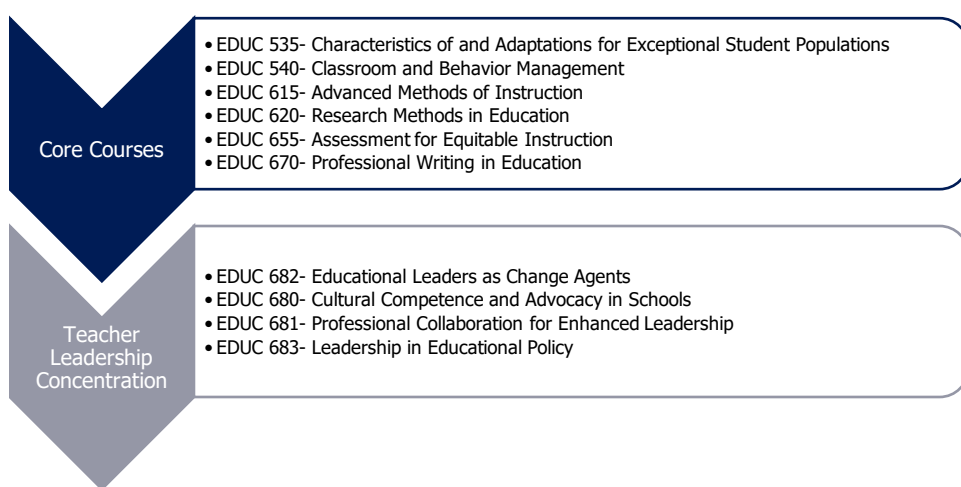 Core Courses
• EDUC 535- Characteristics of and Adaptations for Exceptional Student Populations
• EDUC 540- Classroom and Behavior Management
• EDUC 615- Advanced Methods of Instruction
• EDUC 620- Research Methods in Education
• EDUC 655- Assessment for Equitable Instruction
• EDUC 670- Professional Writing in Education
Teacher
Leadership
Concentration
• EDUC 682- Educational Leaders as Change Agents
• EDUC 680- Cultural Competence and Advocacy in Schools
• EDUC 681- Professional Collaboration for Enhanced Leadership
• EDUC 683- Leadership in Educational Policy